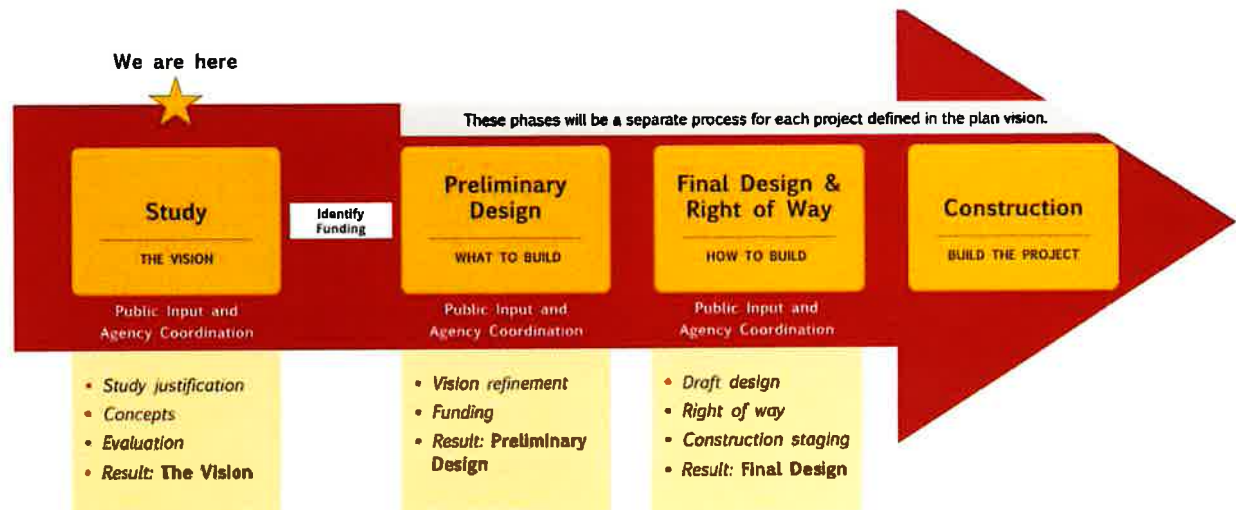 We are here
These phases will be a separate process for each project defined in the plan vision.
Study
THE VISION
Public Input and
Agency Coordination
• Study justification
• Concepts
• Evaluation
• Result: The Vision
Identify
Funding
Preliminary
Design
WHAT TO BUILD
Public Input and
Agency Coordination
• Vision refinement
• Funding
• Result: Preliminary
Design
Final Design &
Right of Way
HOW TO BUILD
Public Input and
Agency Coordination
• Draft design
• Right of way
• Construction staging
• Result: Final Design
Construction
BUILD THE PROJECT